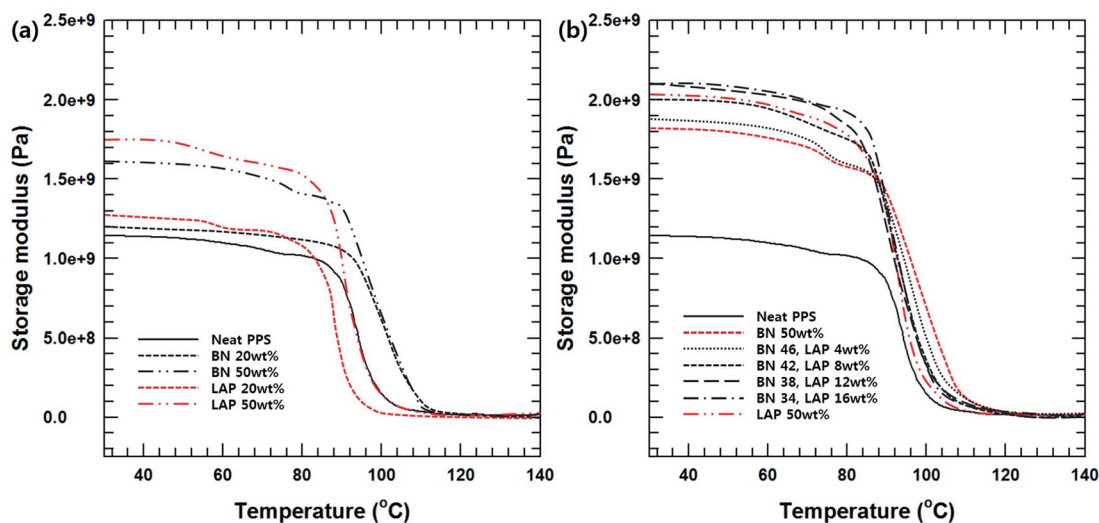 (a)
2.5e+9
2.0e+9
1.5e+9
1.0e+9
5.0e+8
0.0
Storage modulus (Pa)
Neat PPS
BN 20wt%
BN 50wt%
LAP 20wt%
LAP 50wt%
40 60 80 100 120 140
Temperature (°C)
(b)
2.5e+9
2.0e+9
1.5e+9
1.0e+9
5.0e+8
0.0
Storage modulus (Pa)
Neat PPS
BN 50wt%
BN 46, LAP 4wt%
BN 42, LAP 8wt%
BN 38, LAP 12wt%
BN 34, LAP 16wt%
LAP 50wt%
40 60 80 100 120 140
Temperature (°C)